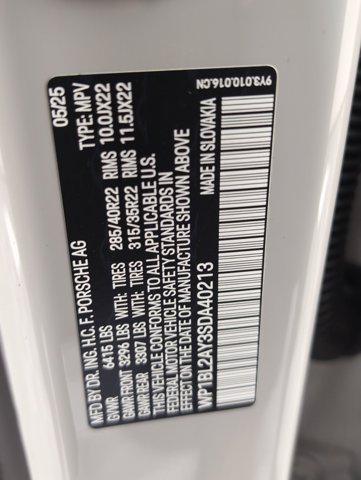 MFD BY DR. ING. H.C. F. PORSCHE AG 05/25
GVWR 6415 LBS TYPE: MPV
GAWR FRONT 3296 LBS WITH TIRES 285/40R22 RIMS 10.0JX22
GAWR REAR 3307 LBS WITH TIRES 315/35R22 RIMS 11.5JX22
THIS VEHICLE CONFORMS TO ALL APPLICABLE U.S.
FEDERAL MOTOR VEHICLE SAFETY STANDARDS IN
EFFECT ON THE DATE OF MANUFACTURE SHOWN ABOVE
WP1BL2AY3SDA40213 MADE IN SLOVAKIA
9Y3.010.016.CN